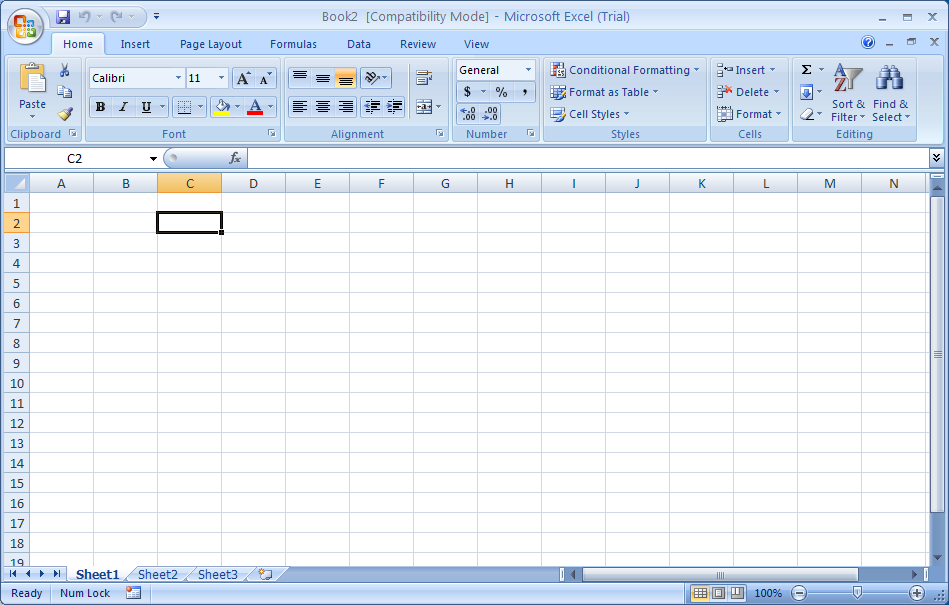 Book2 [Compatibility Mode] - Microsoft Excel (Trial)
Home Insert Page Layout Formulas Data Review View
Calibri 11 General Conditional Formatting Insert Σ
$ % , Format as Table Delete
Paste B I U A Cell Styles Format Sort & Filter Find & Select
Clipboard Font Alignment Number Styles Cells Editing
C2 fx
A B C D E F G H I J K L M N
1
2
3
4
5
6
7
8
9
10
11
12
13
14
15
16
17
18
19
Sheet1 Sheet2 Sheet3
Ready Num Lock 100%